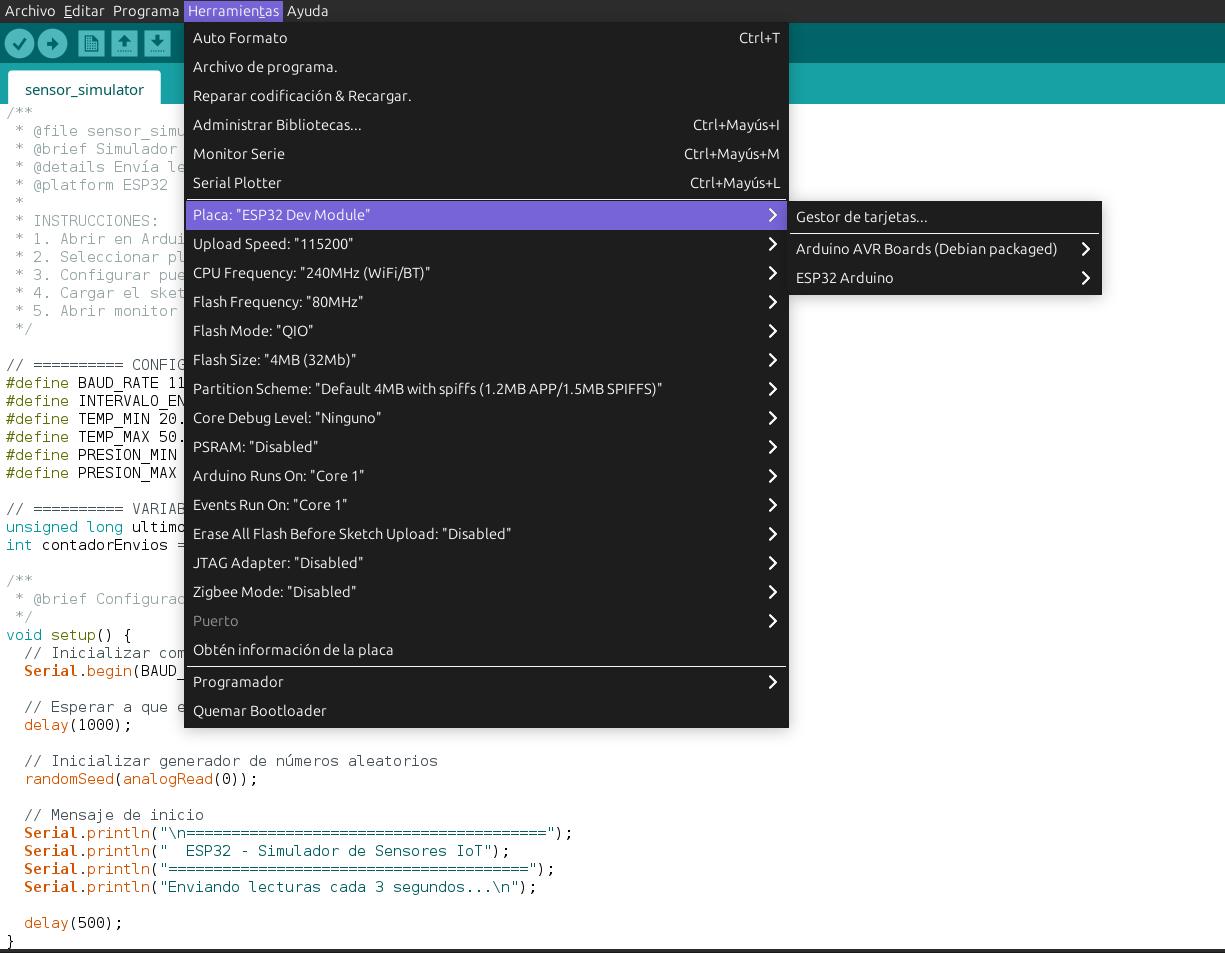 Archivo Editar Programa Herramientas Ayuda
sensor_simulator
Auto Formato Ctrl+T
Archivo de programa.
Reparar codificación & Recargar.
Administrar Bibliotecas... Ctrl+Mayús+I
Monitor Serie Ctrl+Mayús+M
Serial Plotter Ctrl+Mayús+L
Placa: "ESP32 Dev Module"
Upload Speed: "115200"
CPU Frequency: "240MHz (WiFi/BT)"
Flash Frequency: "80MHz"
Flash Mode: "QIO"
Flash Size: "4MB (32Mb)"
Partition Scheme: "Default 4MB with spiffs (1.2MB APP/1.5MB SPIFFS)"
Core Debug Level: "Ninguno"
PSRAM: "Disabled"
Arduino Runs On: "Core 1"
Events Run On: "Core 1"
Erase All Flash Before Sketch Upload: "Disabled"
JTAG Adapter: "Disabled"
Zigbee Mode: "Disabled"
Puerto
Obtén información de la placa
Programador
Quemar Bootloader
Gestor de tarjetas...
Arduino AVR Boards (Debian packaged)
ESP32 Arduino
/**
* @file sensor_simu
* @brief Simulador
* @details Envía le
* @platform ESP32
*
* INSTRUCCIONES:
* 1. Abrir en Ardui
* 2. Seleccionar pl
* 3. Configurar pue
* 4. Cargar el sket
* 5. Abrir monitor
*/
// ========== CONFIG
#define BAUD_RATE 11
#define INTERVALO_EN
#define TEMP_MIN 20.
#define TEMP_MAX 50.
#define PRESION_MIN
#define PRESION_MAX
// ========== VARIAB
unsigned long ultimo
int contadorEnvios =
/**
* @brief Configurac
*/
void setup() {
// Inicializar com
Serial.begin(BAUD_
// Esperar a que e
delay(1000);
// Inicializar generador de números aleatorios
randomSeed(analogRead(0));
// Mensaje de inicio
Serial.println("\n========================================");
Serial.println("  ESP32 - Simulador de Sensores IoT");
Serial.println("========================================");
Serial.println("Enviando lecturas cada 3 segundos...\n");
delay(500);
}